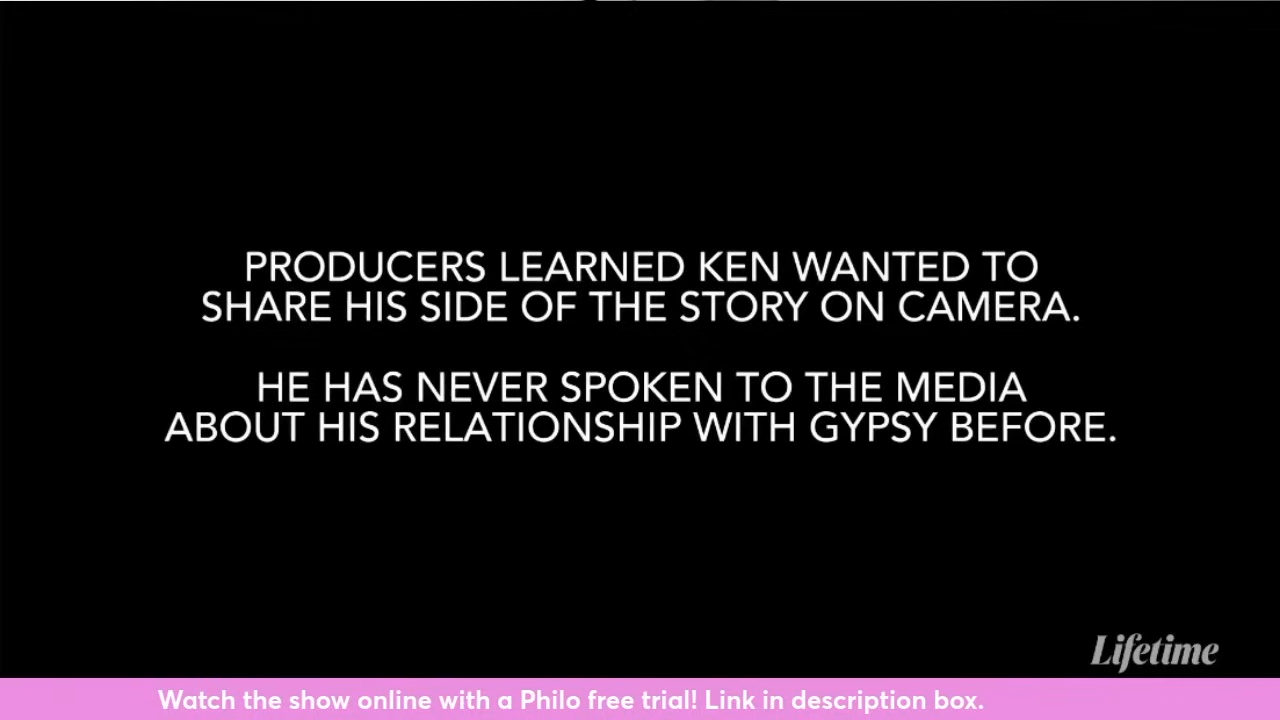 PRODUCERS LEARNED KEN WANTED TO
SHARE HIS SIDE OF THE STORY ON CAMERA.
HE HAS NEVER SPOKEN TO THE MEDIA
ABOUT HIS RELATIONSHIP WITH GYPSY BEFORE.
Lifetime
Watch the show online with a Philo free trial! Link in description box.